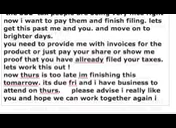 now i want to pay them and finish filing. lets
get this past me and you. and move on to
brighter days.
you need to provide me with invoices for the
product or just pay your share or show me
proof that you have allready filed your taxes.
lets work this out !
now thurs is too late im finishing this
tomarrow. its due fri and i have business to
attend on thurs. please advise i really like
you and hope we can work together again i